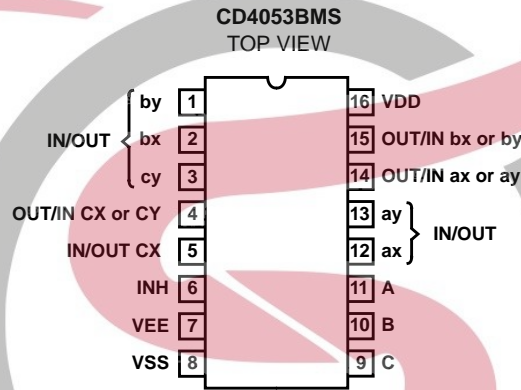 CD4053BMS
TOP VIEW
by 1
bx 2
cy 3
IN/OUT
OUT/IN CX or CY 4
IN/OUT CX 5
INH 6
VEE 7
VSS 8
16 VDD
15 OUT/IN bx or by
14 OUT/IN ax or ay
13 ay
12 ax
IN/OUT
11 A
10 B
9 C